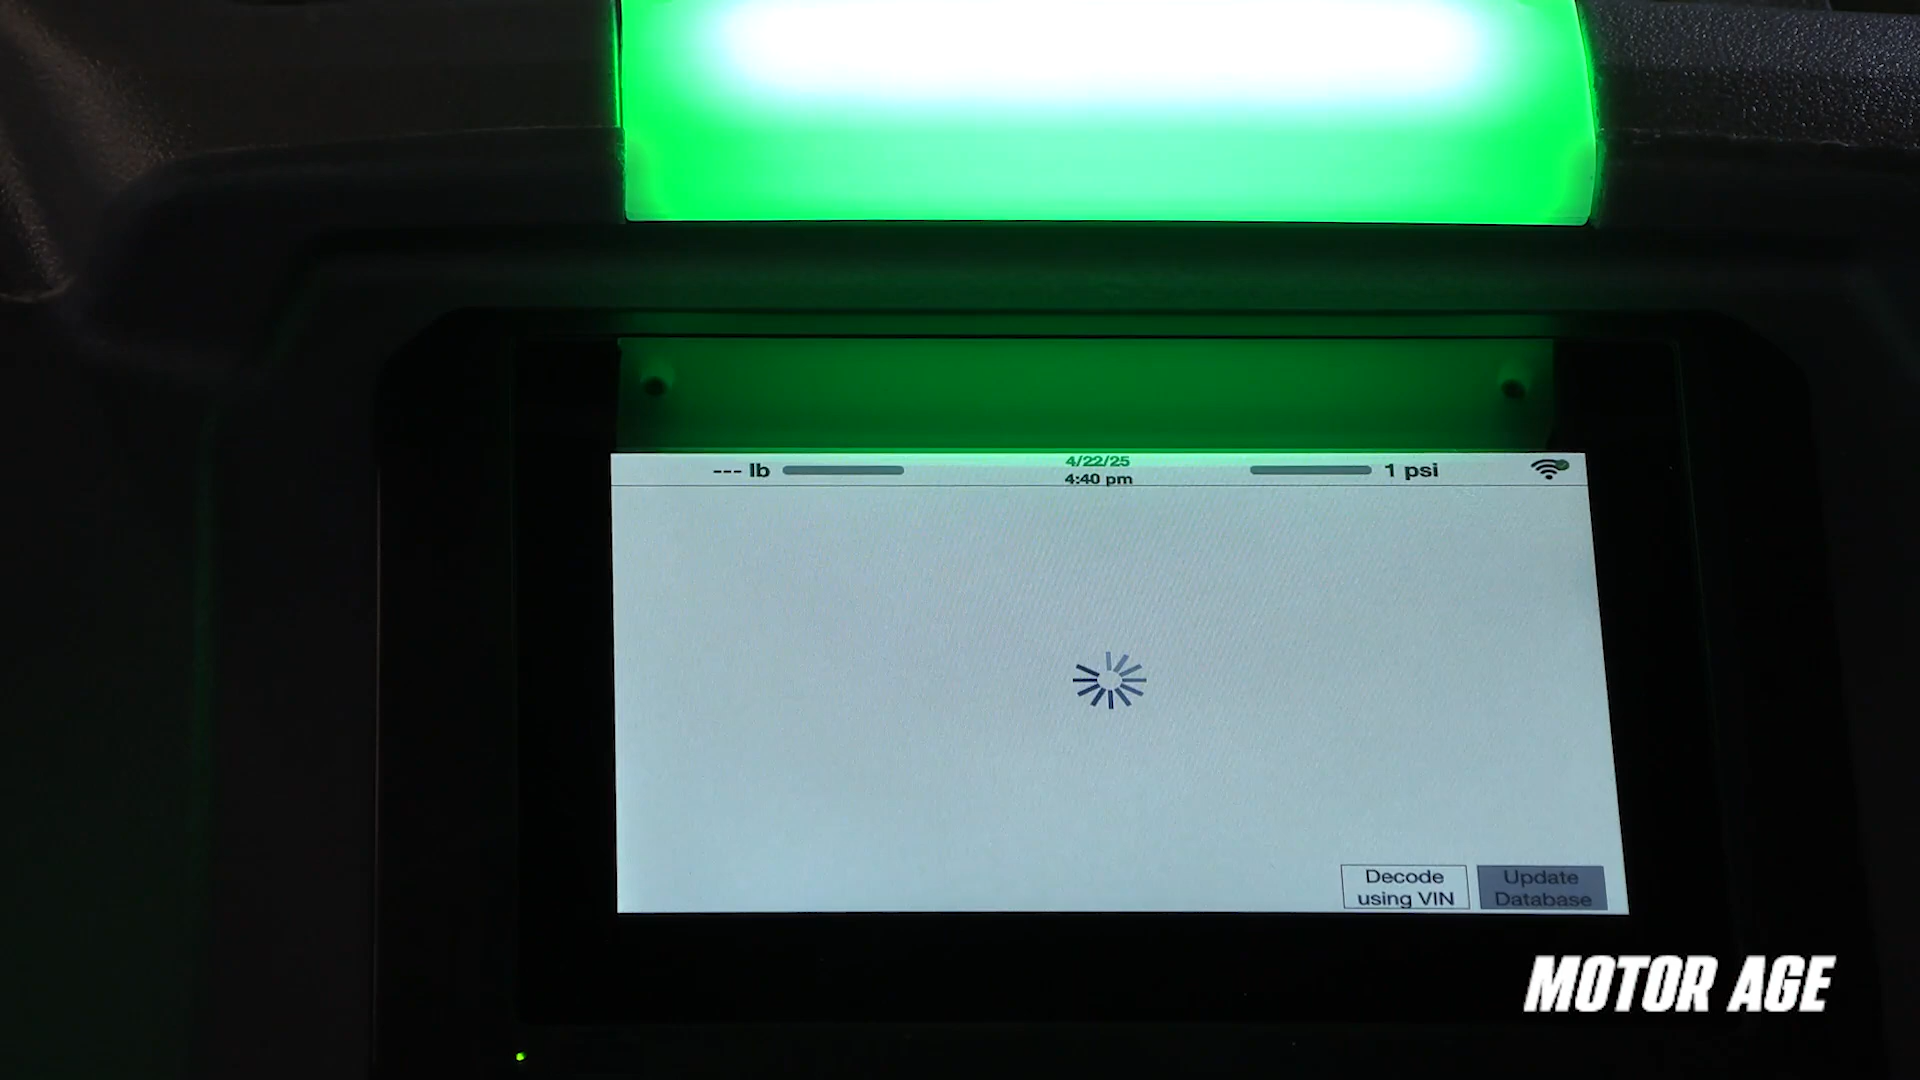 --- lb
4/22/25
4:40 pm
1 psi
Decode
using VIN
Update
Database
MOTOR AGE